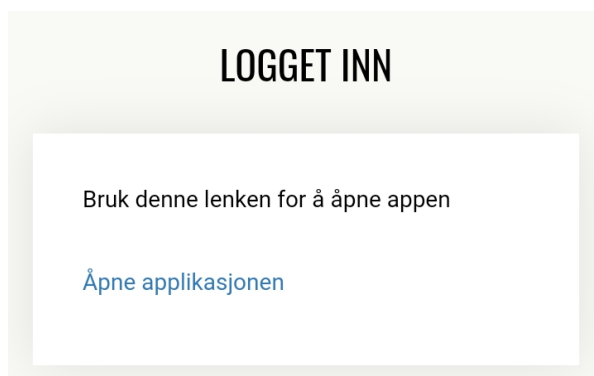 LOGGET INN
Bruk denne lenken for å åpne appen
Åpne applikasjonen